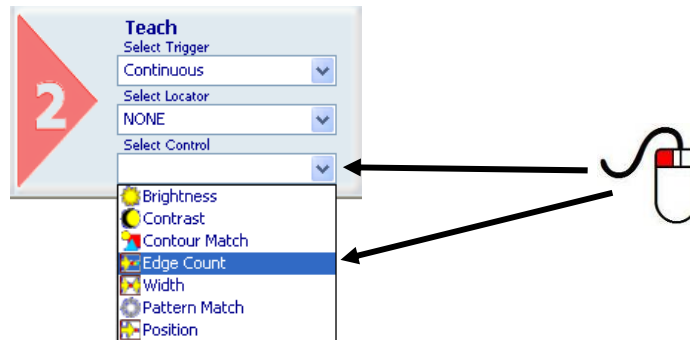 2
Teach
Select Trigger
Continuous
Select Locator
NONE
Select Control
Brightness
Contrast
Contour Match
Edge Count
Width
Pattern Match
Position